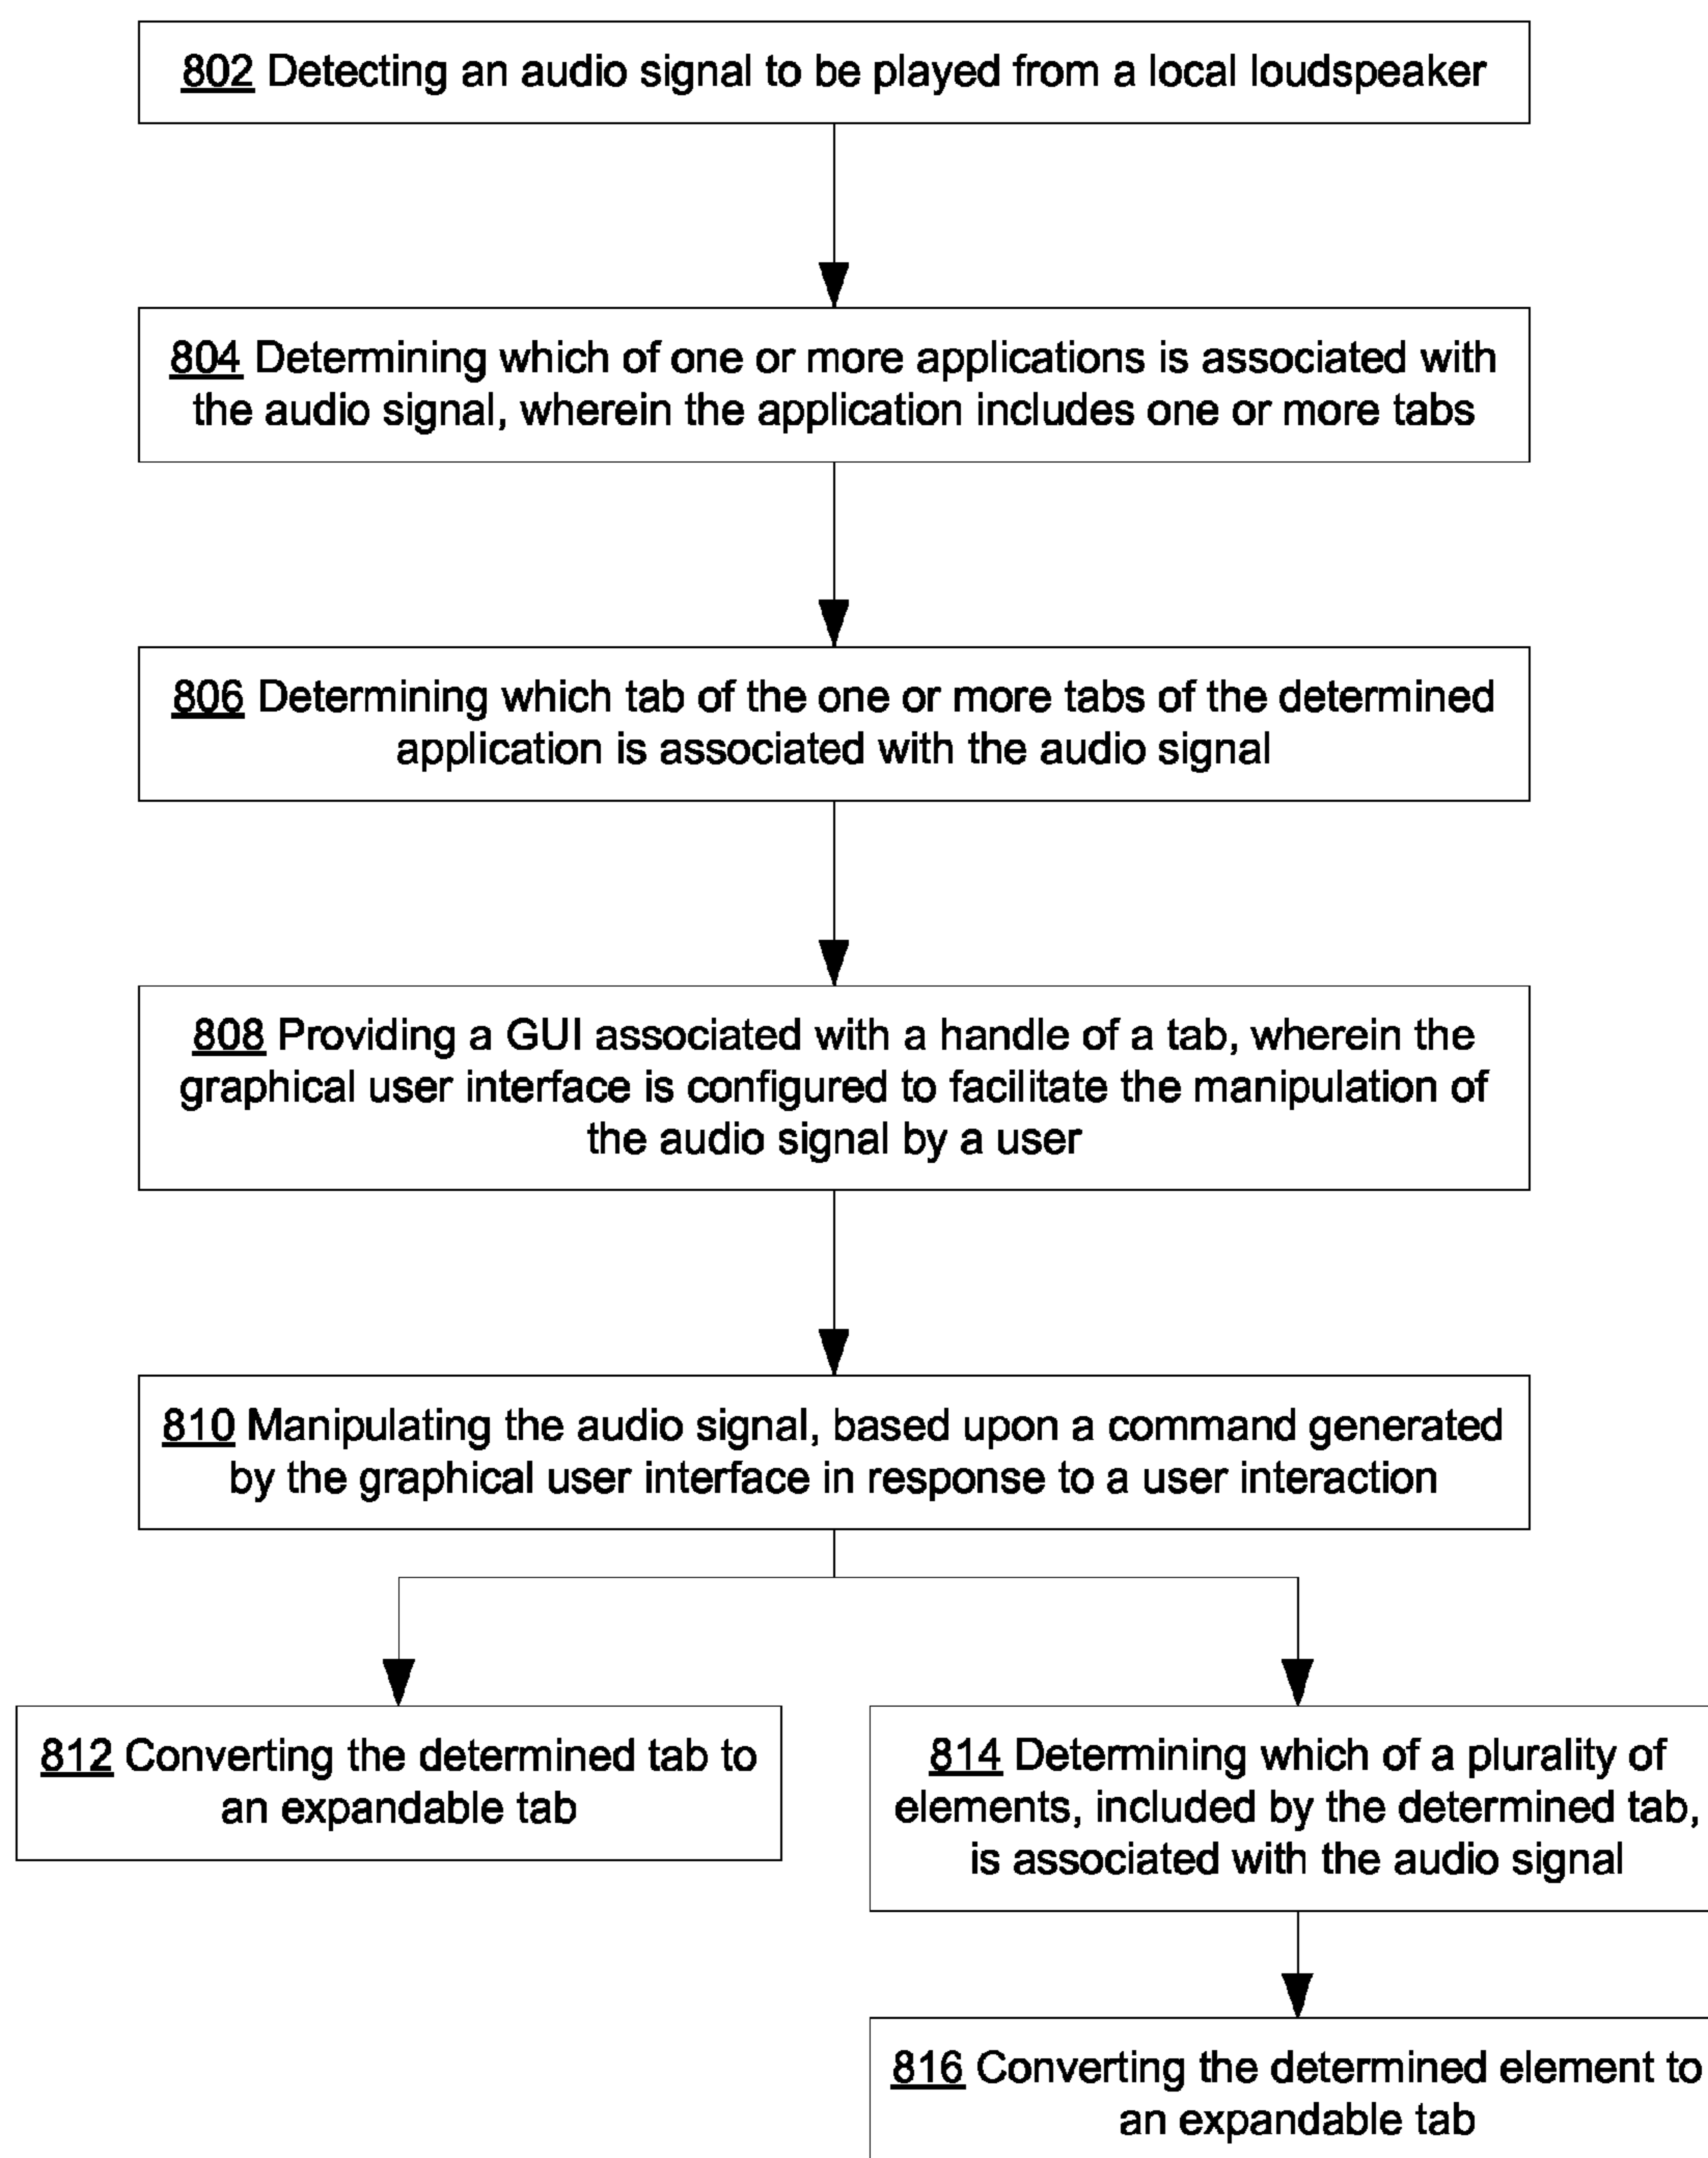 802 Detecting an audio signal to be played from a local loudspeaker
804 Determining which of one or more applications is associated with
the audio signal, wherein the application includes one or more tabs
806 Determining which tab of the one or more tabs of the determined
application is associated with the audio signal
808 Providing a GUI associated with a handle of a tab, wherein the
graphical user interface is configured to facilitate the manipulation of
the audio signal by a user
810 Manipulating the audio signal, based upon a command generated
by the graphical user interface in response to a user interaction
812 Converting the determined tab to
an expandable tab
814 Determining which of a plurality of
elements, included by the determined tab,
is associated with the audio signal
816 Converting the determined element to
an expandable tab